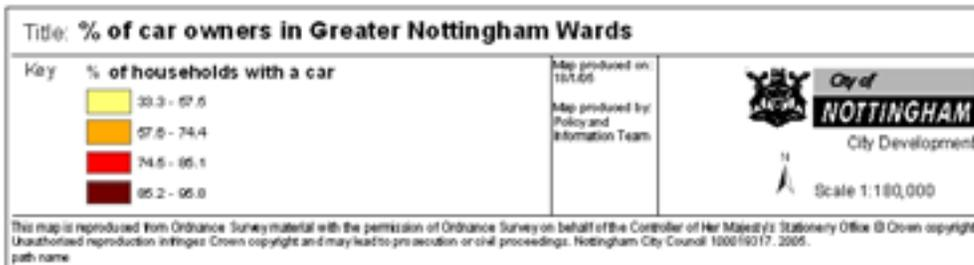 Title: % of car owners in Greater Nottingham Wards
Key % of households with a car
33.3 - 57.5
57.6 - 74.4
74.5 - 85.1
85.2 - 95.8
Map produced on:
18/1/05
Map produced by:
Policy and
Information Team
City of
NOTTINGHAM
City Development
N
Scale 1:180,000
This map is reproduced from Ordnance Survey material with the permission of Ordnance Survey on behalf of the Controller of Her Majesty's Stationery Office © Crown copyright
Unauthorised reproduction infringes Crown copyright and may lead to prosecution or civil proceedings. Nottingham City Council 100019317. 2005.
path name